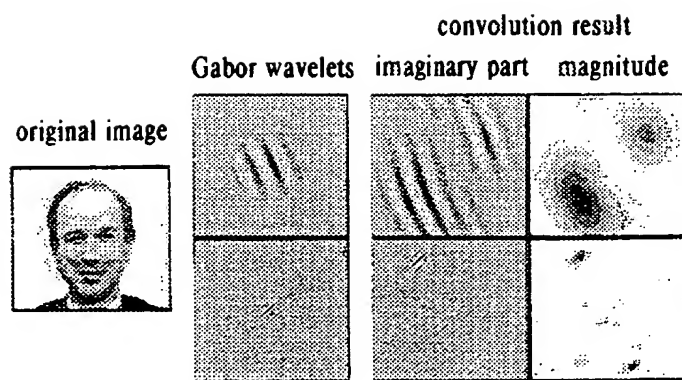 convolution result
Gabor wavelets imaginary part magnitude
original image